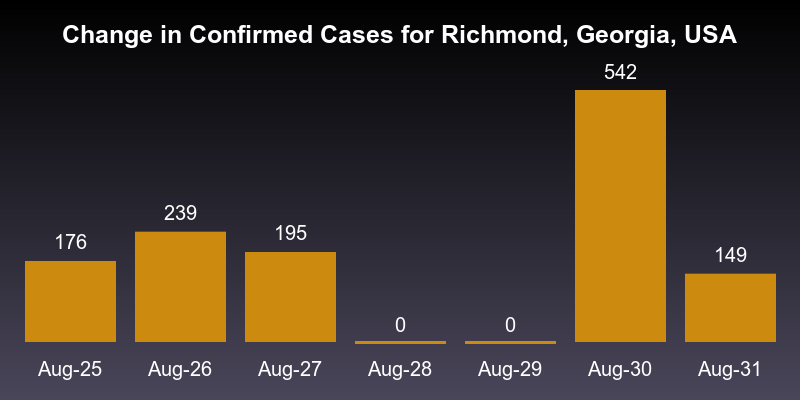 Change in Confirmed Cases for Richmond, Georgia, USA
176
239
195
0
0
542
149
Aug-25
Aug-26
Aug-27
Aug-28
Aug-29
Aug-30
Aug-31